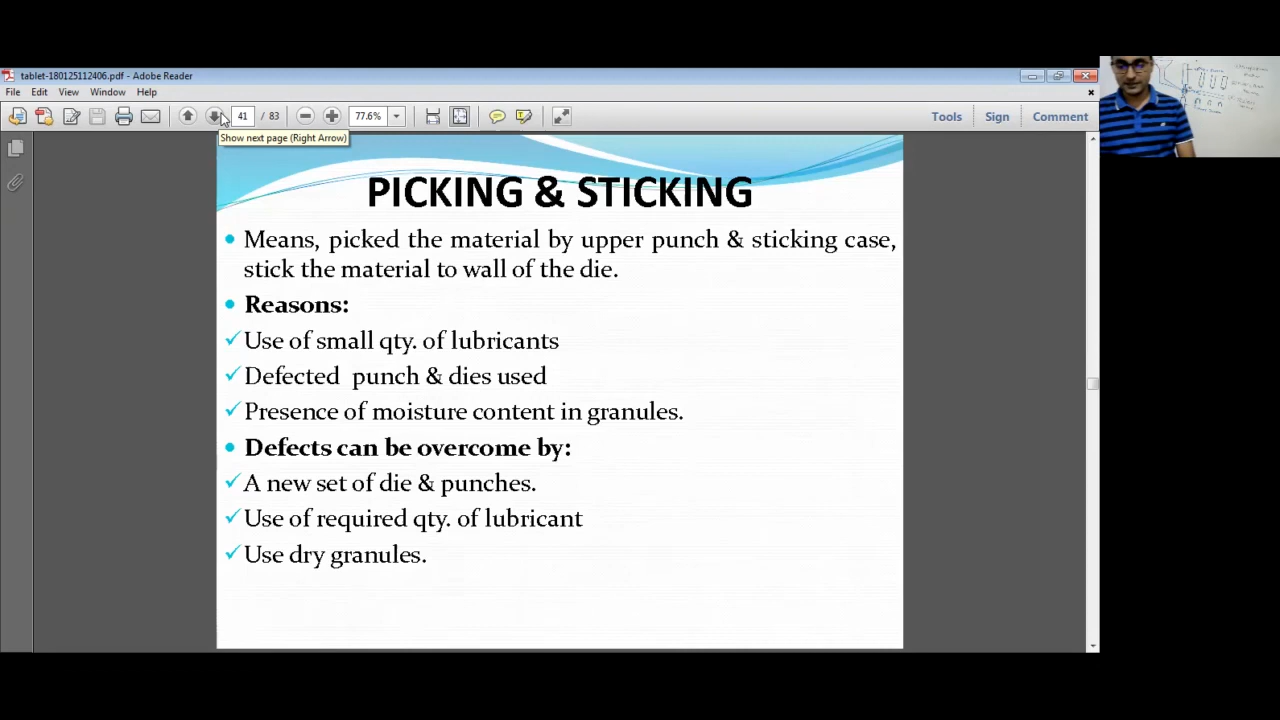 tablet-180125112406.pdf - Adobe Reader
File Edit View Window Help
41 / 83 77.6% Tools Sign Comment
Show next page (Right Arrow)
PICKING & STICKING
Means, picked the material by upper punch & sticking case,
stick the material to wall of the die.
Reasons:
Use of small qty. of lubricants
Defected punch & dies used
Presence of moisture content in granules.
Defects can be overcome by:
A new set of die & punches.
Use of required qty. of lubricant
Use dry granules.